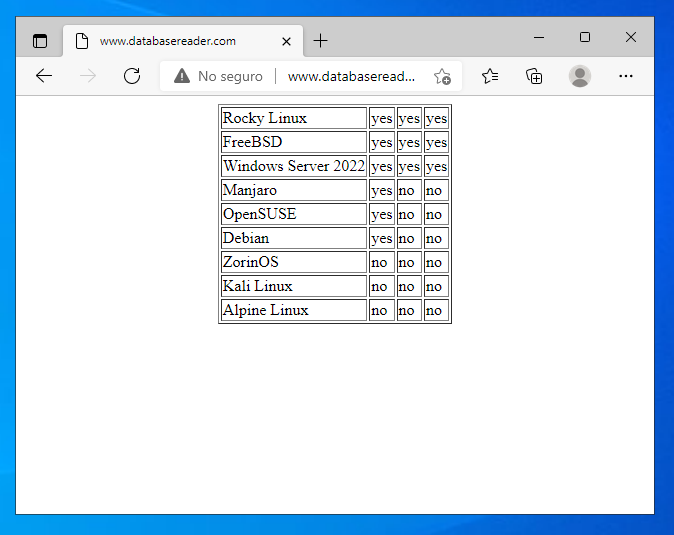 www.databasereader.com
No seguro www.databaseread...
Rocky Linux yes yes yes
FreeBSD yes yes yes
Windows Server 2022 yes yes yes
Manjaro yes no no
OpenSUSE yes no no
Debian yes no no
ZorinOS no no no
Kali Linux no no no
Alpine Linux no no no